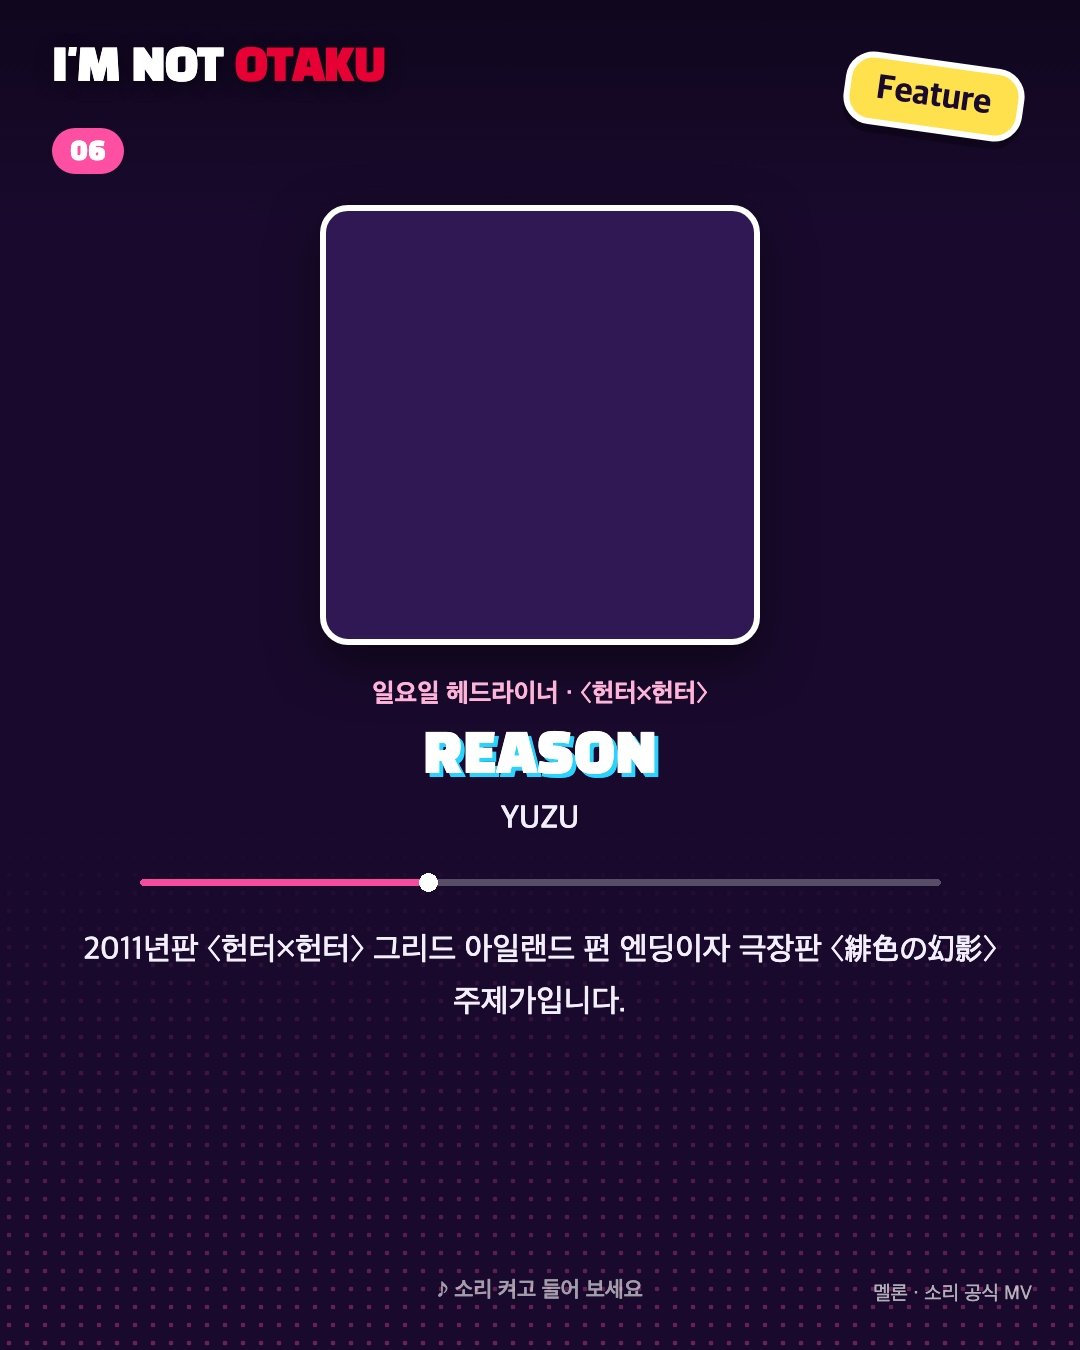 I'M NOT OTAKU
Feature
06
일요일 헤드라이너 · 〈헌터×헌터〉
REASON
YUZU
2011년판 〈헌터×헌터〉 그리드 아일랜드 편 엔딩이자 극장판 〈緋色の幻影〉
주제가입니다.
♪ 소리 켜고 들어 보세요
멜론 · 소리 공식 MV